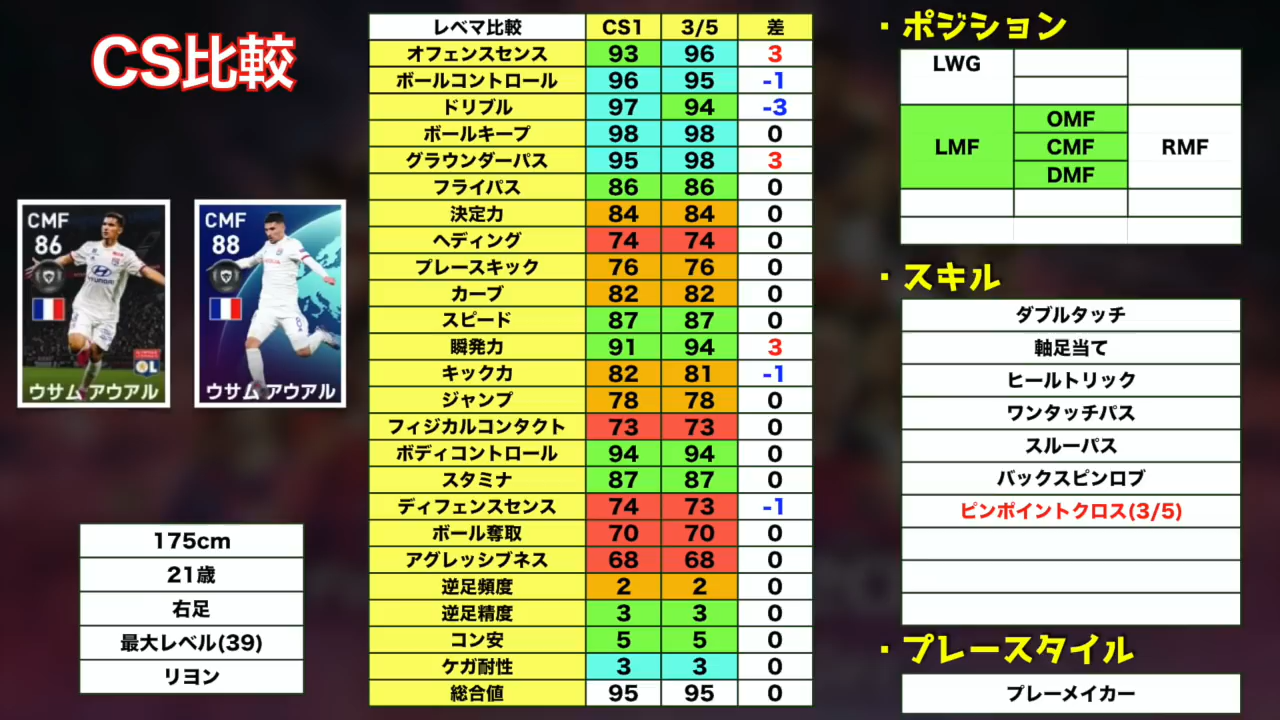 CS比較
CMF
86
ウサム アウアル
CMF
88
ウサム アウアル
175cm
21歳
右足
最大レベル(39)
リヨン
レベマ比較 CS1 3/5 差
オフェンスセンス 93 96 3
ボールコントロール 96 95 -1
ドリブル 97 94 -3
ボールキープ 98 98 0
グラウンダーパス 95 98 3
フライパス 86 86 0
決定力 84 84 0
ヘディング 74 74 0
プレースキック 76 76 0
カーブ 82 82 0
スピード 87 87 0
瞬発力 91 94 3
キック力 82 81 -1
ジャンプ 78 78 0
フィジカルコンタクト 73 73 0
ボディコントロール 94 94 0
スタミナ 87 87 0
ディフェンスセンス 74 73 -1
ボール奪取 70 70 0
アグレッシブネス 68 68 0
逆足頻度 2 2 0
逆足精度 3 3 0
コン安 5 5 0
ケガ耐性 3 3 0
総合値 95 95 0
・ポジション
LWG
OMF
LMF CMF RMF
DMF
・スキル
ダブルタッチ
軸足当て
ヒールトリック
ワンタッチパス
スルーパス
バックスピンロブ
ピンポイントクロス(3/5)
・プレースタイル
プレーメイカー